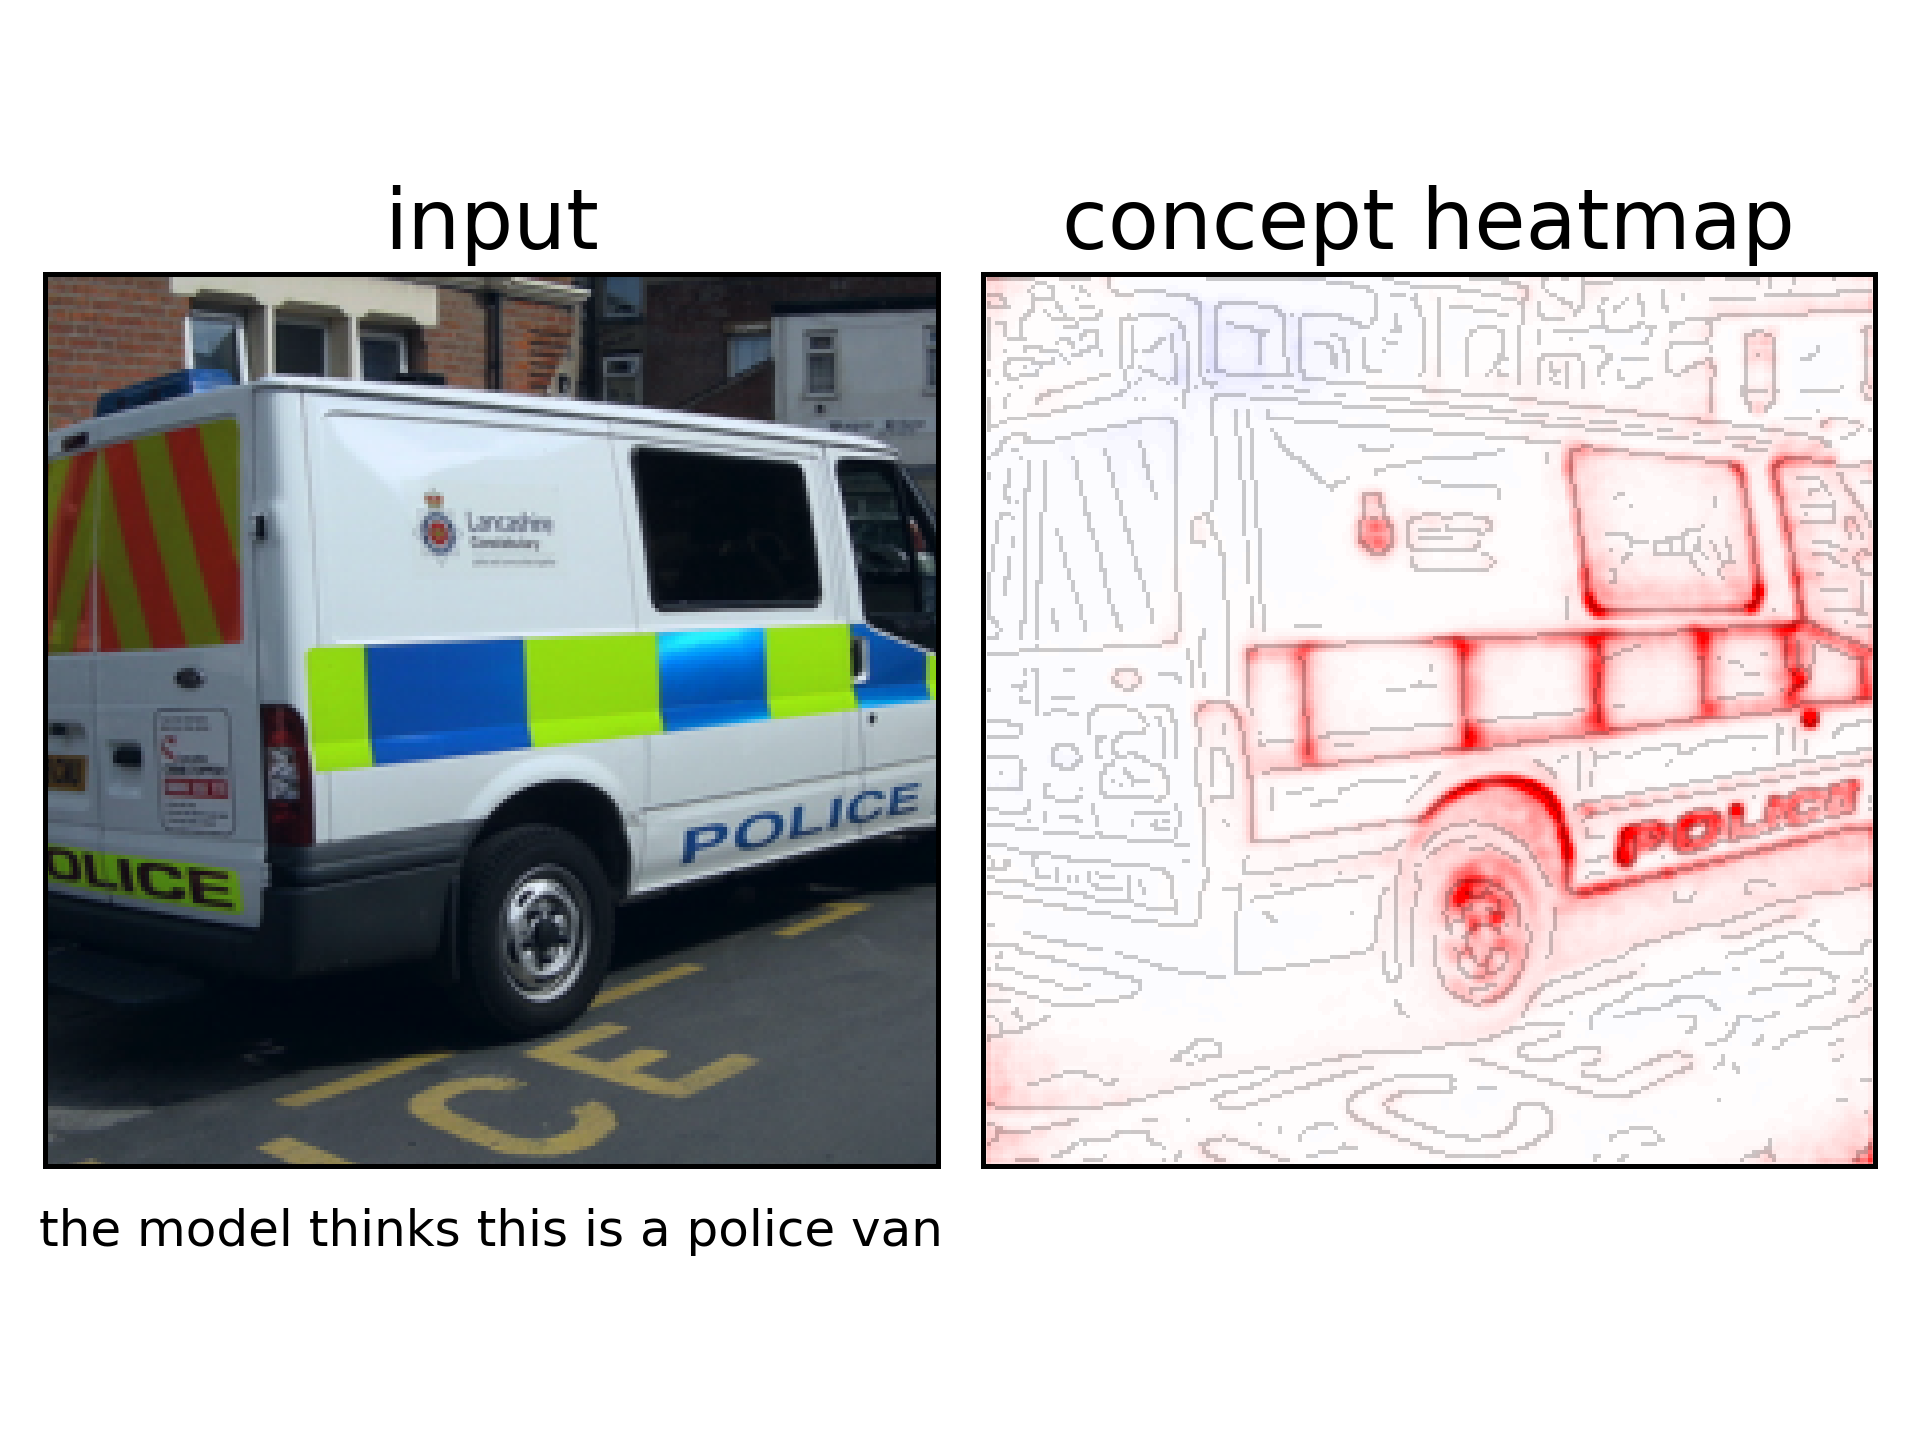 input
concept heatmap
Lancashire
Constabulary
POLICE
OLICE
CE
POLICE
the model thinks this is a police van